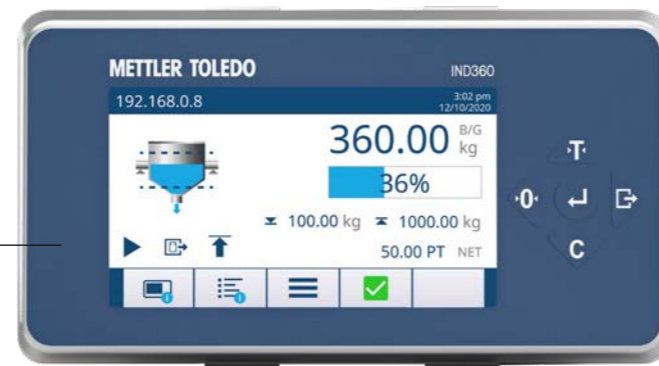 METTLER TOLEDO
IND360
192.168.0.8
3:02 pm
12/10/2020
360.00 B/G
kg
36%
100.00 kg 1000.00 kg
50.00 PT NET
T
0
C